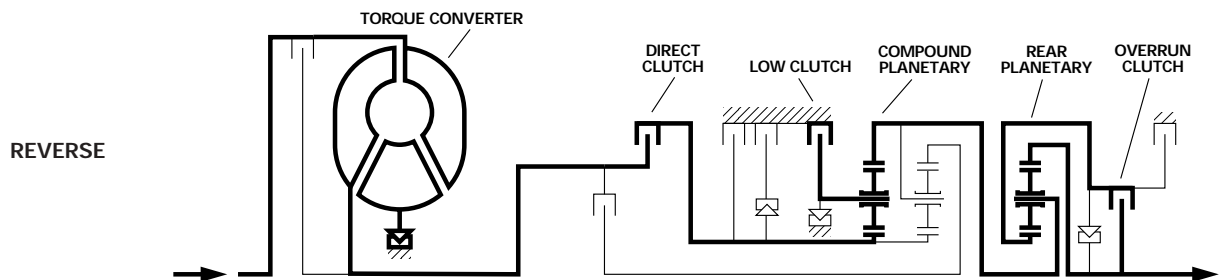 TORQUE CONVERTER
DIRECT
CLUTCH
LOW CLUTCH
COMPOUND
PLANETARY
REAR
PLANETARY
OVERRUN
CLUTCH
REVERSE